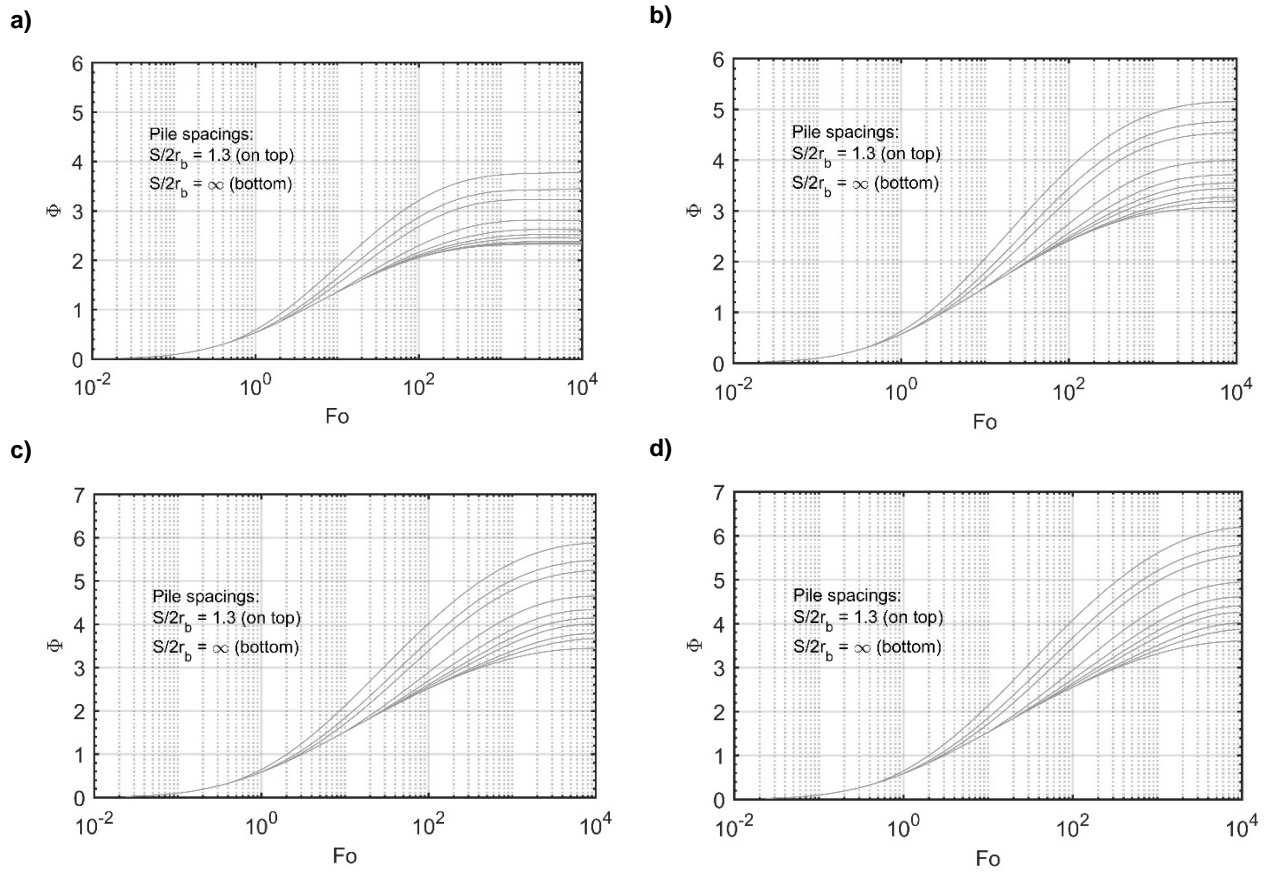 a)
6
5
4
3
2
1
0
Φ
Pile spacings:
S/2r_b = 1.3 (on top)
S/2r_b = ∞ (bottom)
10^-2 10^0 10^2 10^4
Fo
b)
6
5
4
3
2
1
0
Φ
Pile spacings:
S/2r_b = 1.3 (on top)
S/2r_b = ∞ (bottom)
10^-2 10^0 10^2 10^4
Fo
c)
7
6
5
4
3
2
1
0
Φ
Pile spacings:
S/2r_b = 1.3 (on top)
S/2r_b = ∞ (bottom)
10^-2 10^0 10^2 10^4
Fo
d)
7
6
5
4
3
2
1
0
Φ
Pile spacings:
S/2r_b = 1.3 (on top)
S/2r_b = ∞ (bottom)
10^-2 10^0 10^2 10^4
Fo